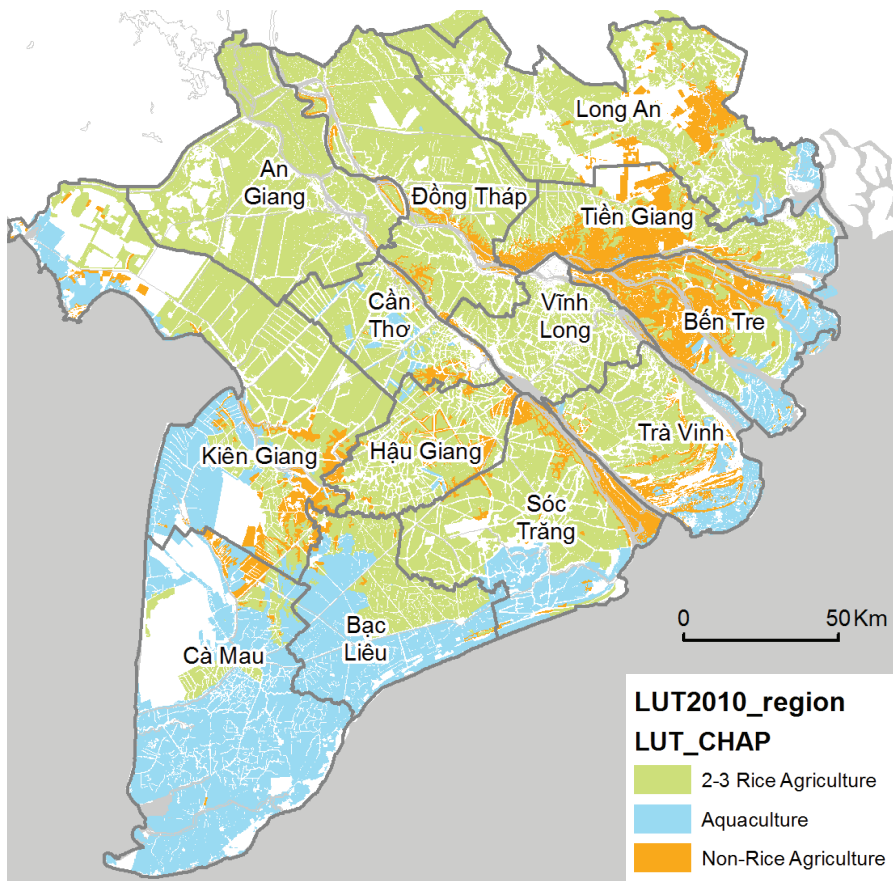 Long An
An
Giang
Đồng Tháp
Tiền Giang
Cần
Thơ
Vĩnh
Long
Bến Tre
Trà Vinh
Kiên Giang
Hậu Giang
Sóc
Trăng
Bạc
Liêu
Cà Mau
0 50 Km
LUT2010_region
LUT_CHAP
2-3 Rice Agriculture
Aquaculture
Non-Rice Agriculture